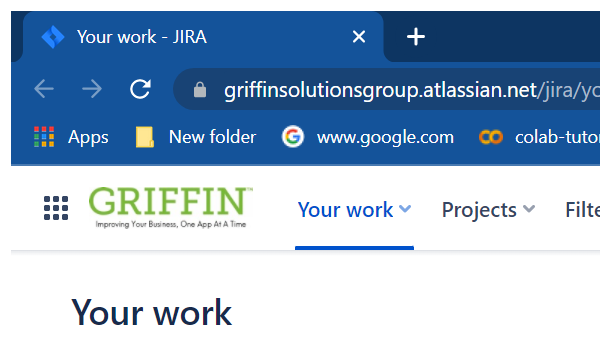 Your work - JIRA
griffinsolutionsgroup.atlassian.net/jira/yo
Apps New folder www.google.com colab-tuto
GRIFFIN™ Your work Projects Filte
Improving Your Business, One App At A Time
Your work